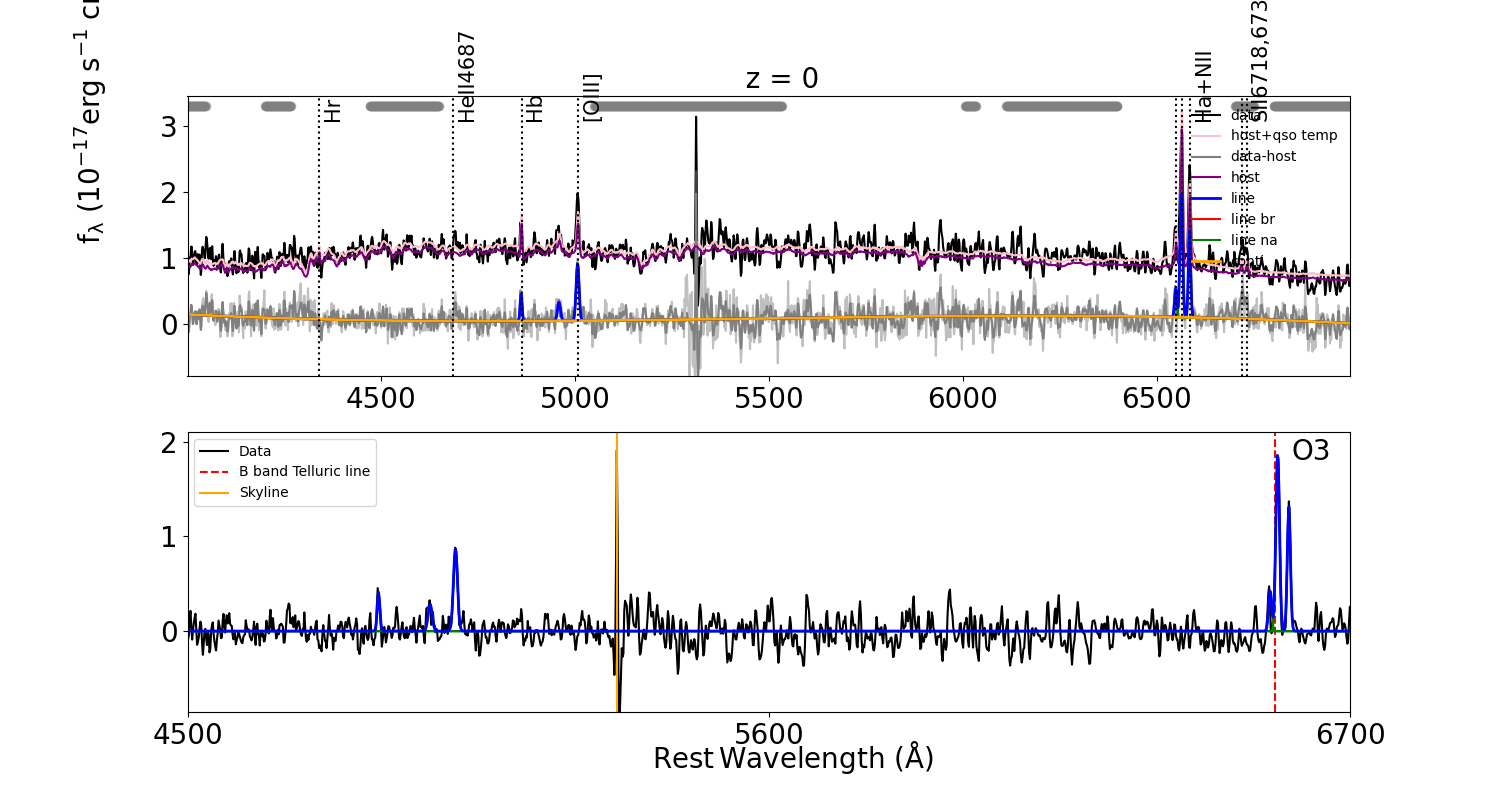 z = 0
fλ (10−17erg s−1 c
Hr
HeII4687
Hb
[OIII]
Ha+NII
SII6718,673
data
host+qso temp
data-host
host
line
line br
line na
3
2
1
0
4500 5000 5500 6000 6500
Data
B band Telluric line
Skyline
O3
2
1
0
4500 5600 6700
Rest Wavelength (Å)